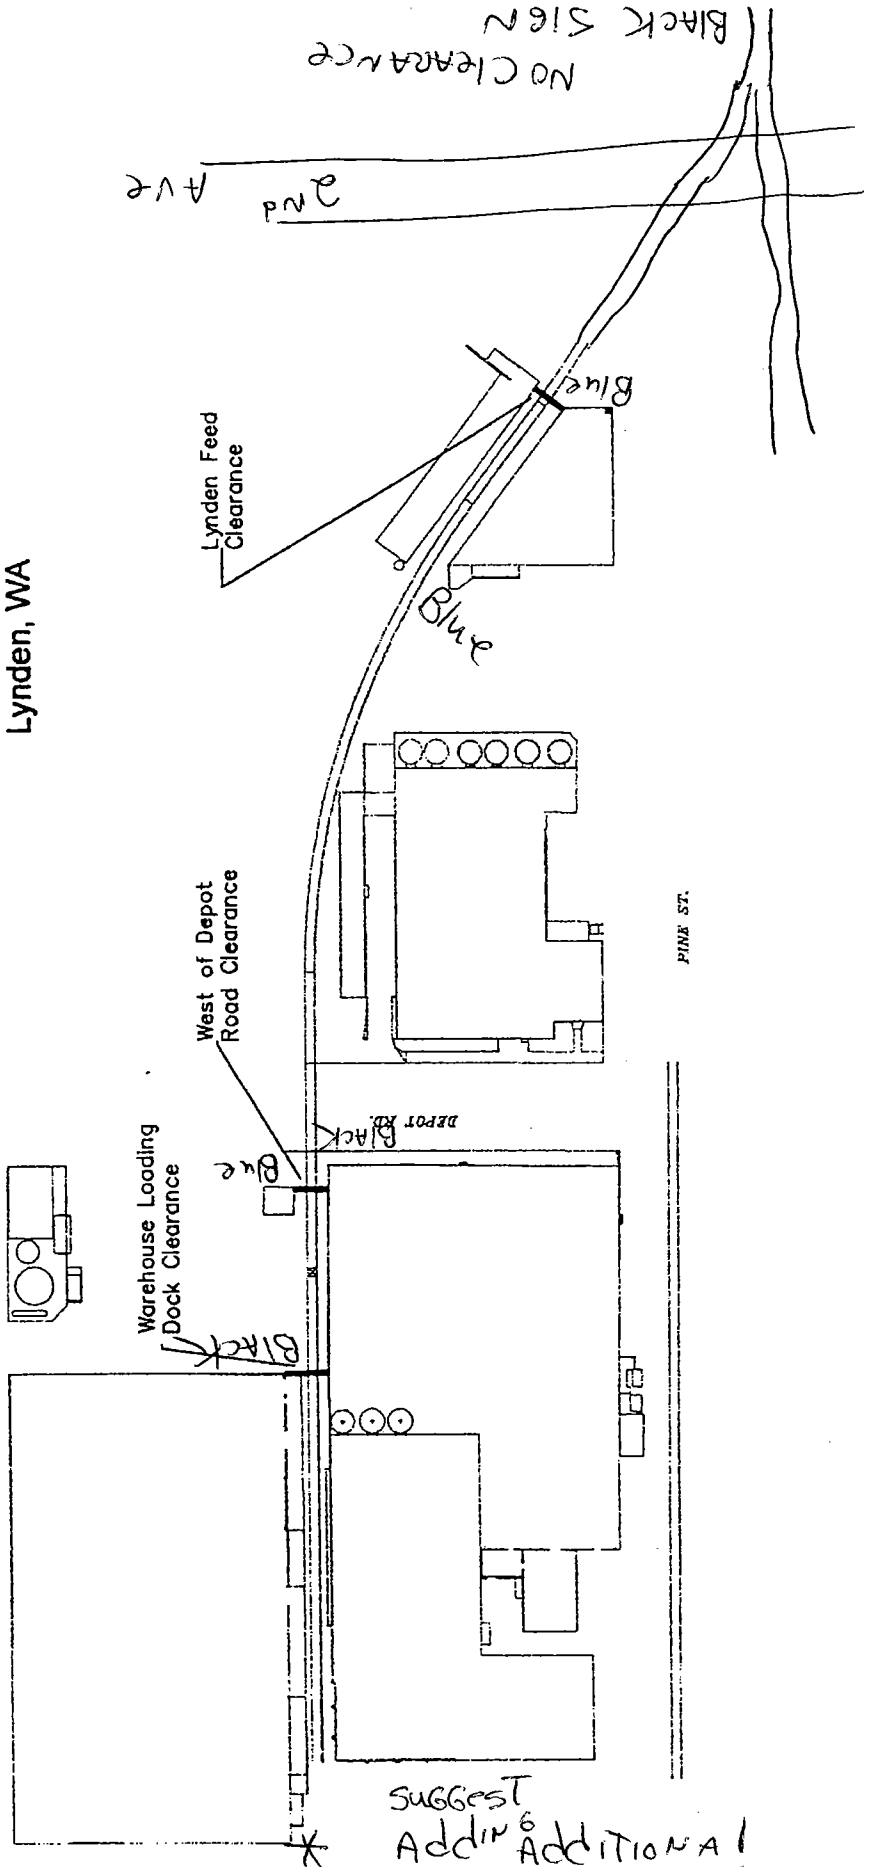 BlACK SIGN
NO CleARANCe
2Nd
AVe
Lynden, WA
Lynden Feed
Clearance
Blue
Blue
West of Depot
Road Clearance
PINE ST.
DEPOT RD.
BlACK
Blue
Warehouse Loading
Dock Clearance
BlACK
SuGGesT
AddING AddITIONAl